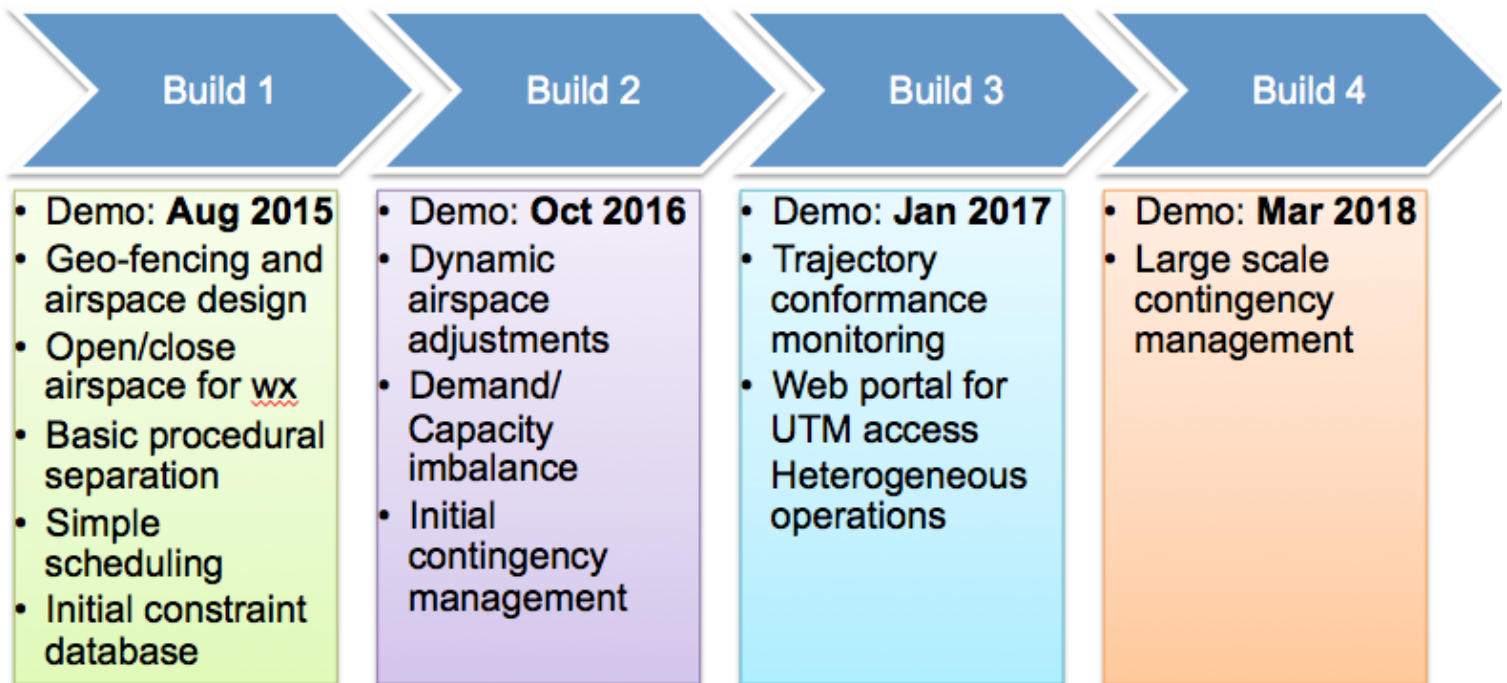 Build 1
Build 2
Build 3
Build 4
• Demo: Aug 2015
• Geo-fencing and
airspace design
• Open/close
airspace for wx
• Basic procedural
separation
• Simple
scheduling
• Initial constraint
database
• Demo: Oct 2016
• Dynamic
airspace
adjustments
• Demand/
Capacity
imbalance
• Initial
contingency
management
• Demo: Jan 2017
• Trajectory
conformance
monitoring
• Web portal for
UTM access
Heterogeneous
operations
• Demo: Mar 2018
• Large scale
contingency
management